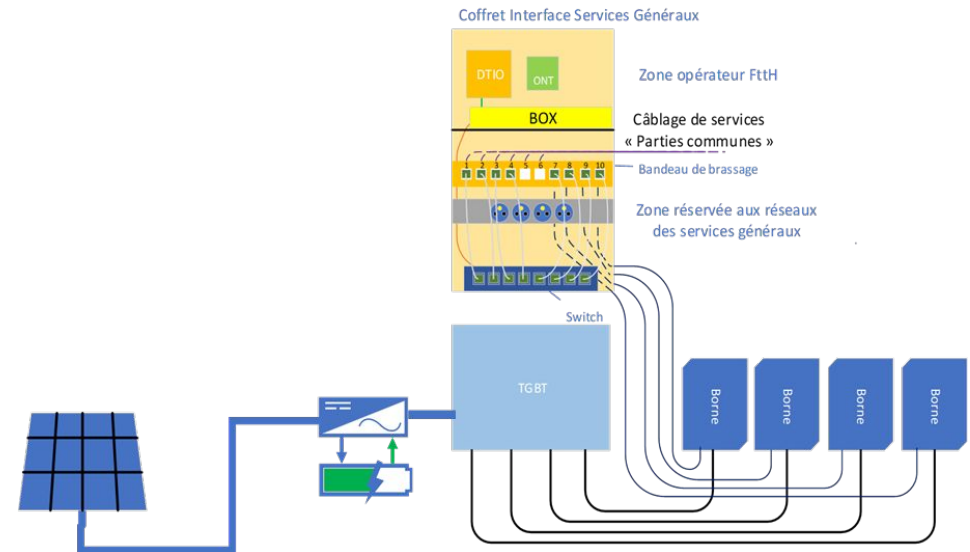 Coffret Interface Services Généraux
DTIO
ONT
Zone opérateur FttH
BOX
Câblage de services
« Parties communes »
1 2 3 4 5 6 7 8 9 10
Bandeau de brassage
Zone réservée aux réseaux
des services généraux
Switch
TGBT
Borne
Borne
Borne
Borne